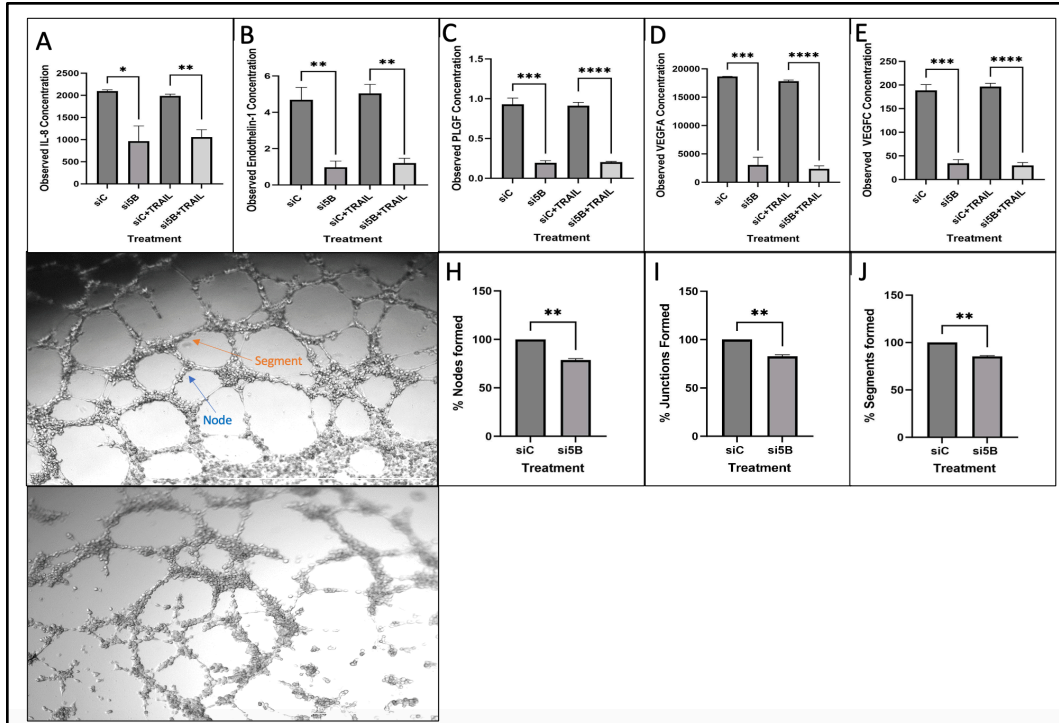 A
* **
Observed IL-8 Concentration
2500
2000
1500
1000
500
0
siC si5B siC+TRAIL si5B+TRAIL
Treatment
B
** **
Observed Endothelin-1 Concentration
6
4
2
0
siC si5B siC+TRAIL si5B+TRAIL
Treatment
C
*** ****
Observed PLGF Concentration
1.5
1.0
0.5
0.0
siC si5B siC+TRAIL si5B+TRAIL
Treatment
D
*** ****
Observed VEGFA Concentration
20000
15000
10000
5000
0
siC si5B siC+TRAIL si5B+TRAIL
Treatment
E
*** ****
Observed VEGFC Concentration
250
200
150
100
50
0
siC si5B siC+TRAIL si5B+TRAIL
Treatment
Segment
Node
H
**
% Nodes formed
150
100
50
0
siC si5B
Treatment
I
**
% Junctions Formed
150
100
50
0
siC si5B
Treatment
J
**
% Segments formed
150
100
50
0
siC si5B
Treatment